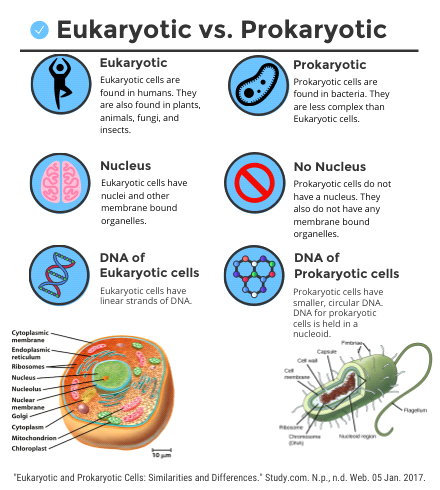 Eukaryotic vs. Prokaryotic
Eukaryotic
Eukaryotic cells are
found in humans. They
are also found in plants,
animals, fungi, and
insects.
Prokaryotic
Prokaryotic cells are
found in bacteria. They
are less complex than
Eukaryotic cells.
Nucleus
Eukaryotic cells have
nuclei and other
membrane bound
organelles.
No Nucleus
Prokaryotic cells do not
have a nucleus. They
also do not have any
membrane bound
organelles.
DNA of
Eukaryotic cells
Eukaryotic cells have
linear strands of DNA.
DNA of
Prokaryotic cells
Prokaryotic cells have
smaller, circular DNA.
DNA for prokaryotic
cells is held in a
nucleoid.
Cytoplasmic
membrane
Endoplasmic
reticulum
Ribosomes
Nucleus
Nucleolus
Nuclear
membrane
Golgi
Cytoplasm
Mitochondrion
Chloroplast
10 µm
Fimbriae
Capsule
Cell wall
Cell
membrane
Ribosome
Chromosome
(DNA)
Nucleoid region
Flagellum
"Eukaryotic and Prokaryotic Cells: Similarities and Differences." Study.com. N.p., n.d. Web. 05 Jan. 2017.